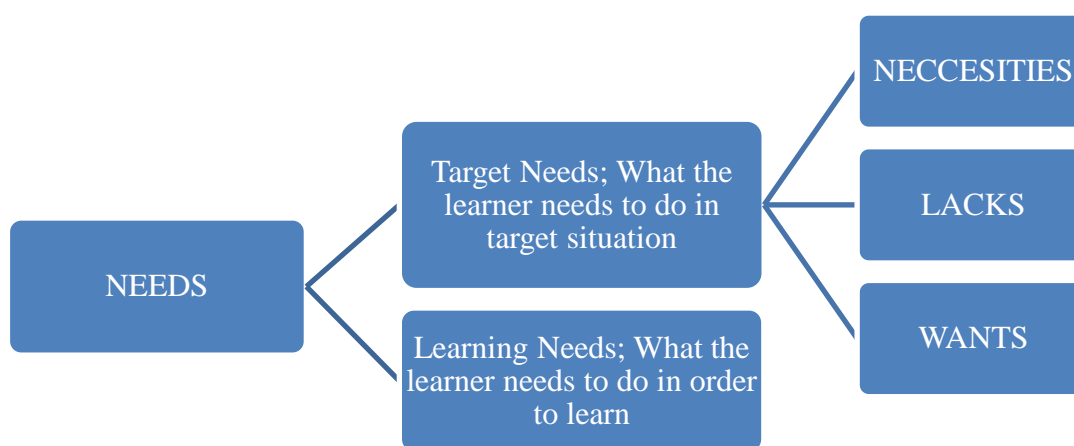 NEEDS
Target Needs; What the
learner needs to do in
target situation
Learning Needs; What the
learner needs to do in order
to learn
NECCESITIES
LACKS
WANTS